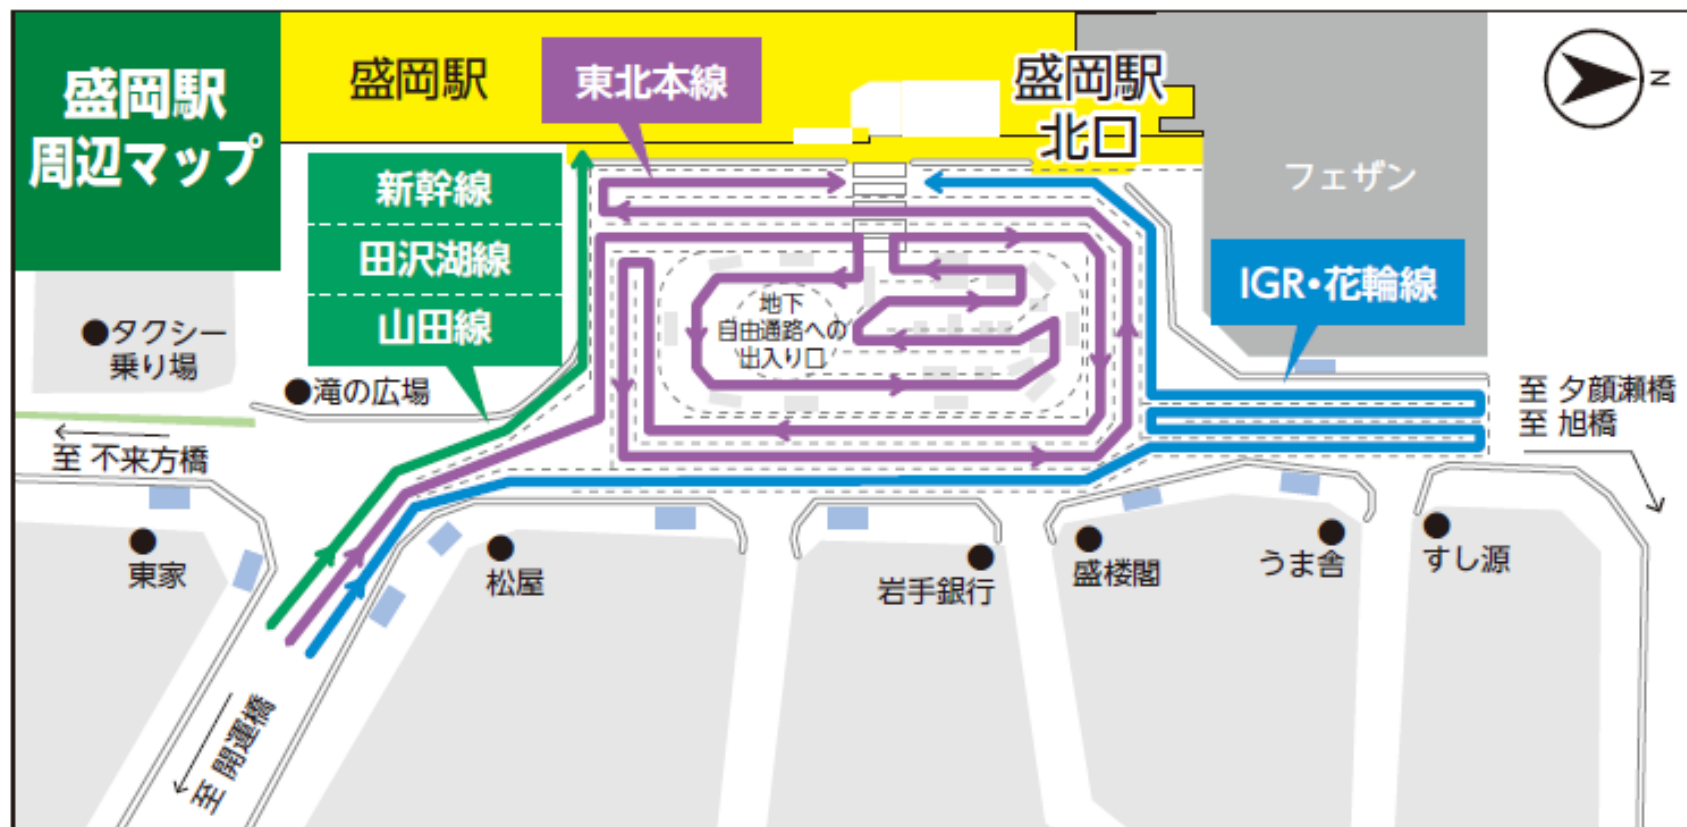 盛岡駅
周辺マップ
盛岡駅
東北本線
盛岡駅
北口
N
フェザン
新幹線
田沢湖線
山田線
IGR・花輪線
地下
自由通路への
出入り口
●タクシー
乗り場
●滝の広場
至 夕顔瀬橋
至 旭橋
至 不来方橋
東家
松屋
岩手銀行
盛楼閣
うま舎
すし源
至 開運橋